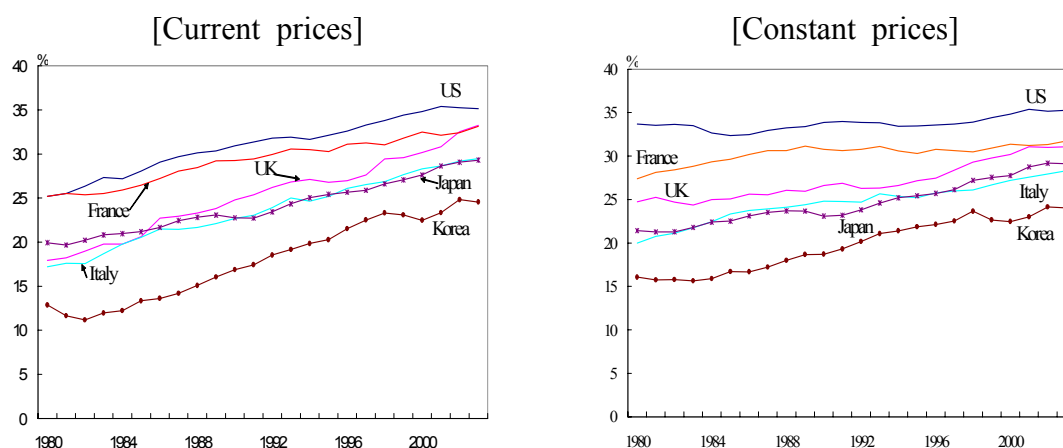 [Current prices]
%
40
35
30
25
20
15
10
5
0
US
UK
France
Japan
Korea
Italy
1980 1984 1988 1992 1996 2000
[Constant prices]
%
40
35
30
25
20
15
10
5
0
US
France
UK
Italy
Japan
Korea
1980 1984 1988 1992 1996 2000